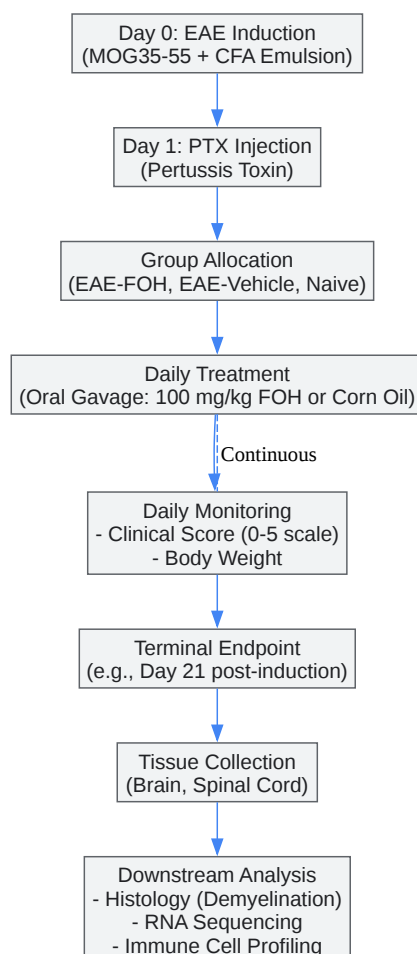 Day 0: EAE Induction
(MOG35-55 + CFA Emulsion)
Day 1: PTX Injection
(Pertussis Toxin)
Group Allocation
(EAE-FOH, EAE-Vehicle, Naive)
Daily Treatment
(Oral Gavage: 100 mg/kg FOH or Corn Oil)
Continuous
Daily Monitoring
- Clinical Score (0-5 scale)
- Body Weight
Terminal Endpoint
(e.g., Day 21 post-induction)
Tissue Collection
(Brain, Spinal Cord)
Downstream Analysis
- Histology (Demyelination)
- RNA Sequencing
- Immune Cell Profiling